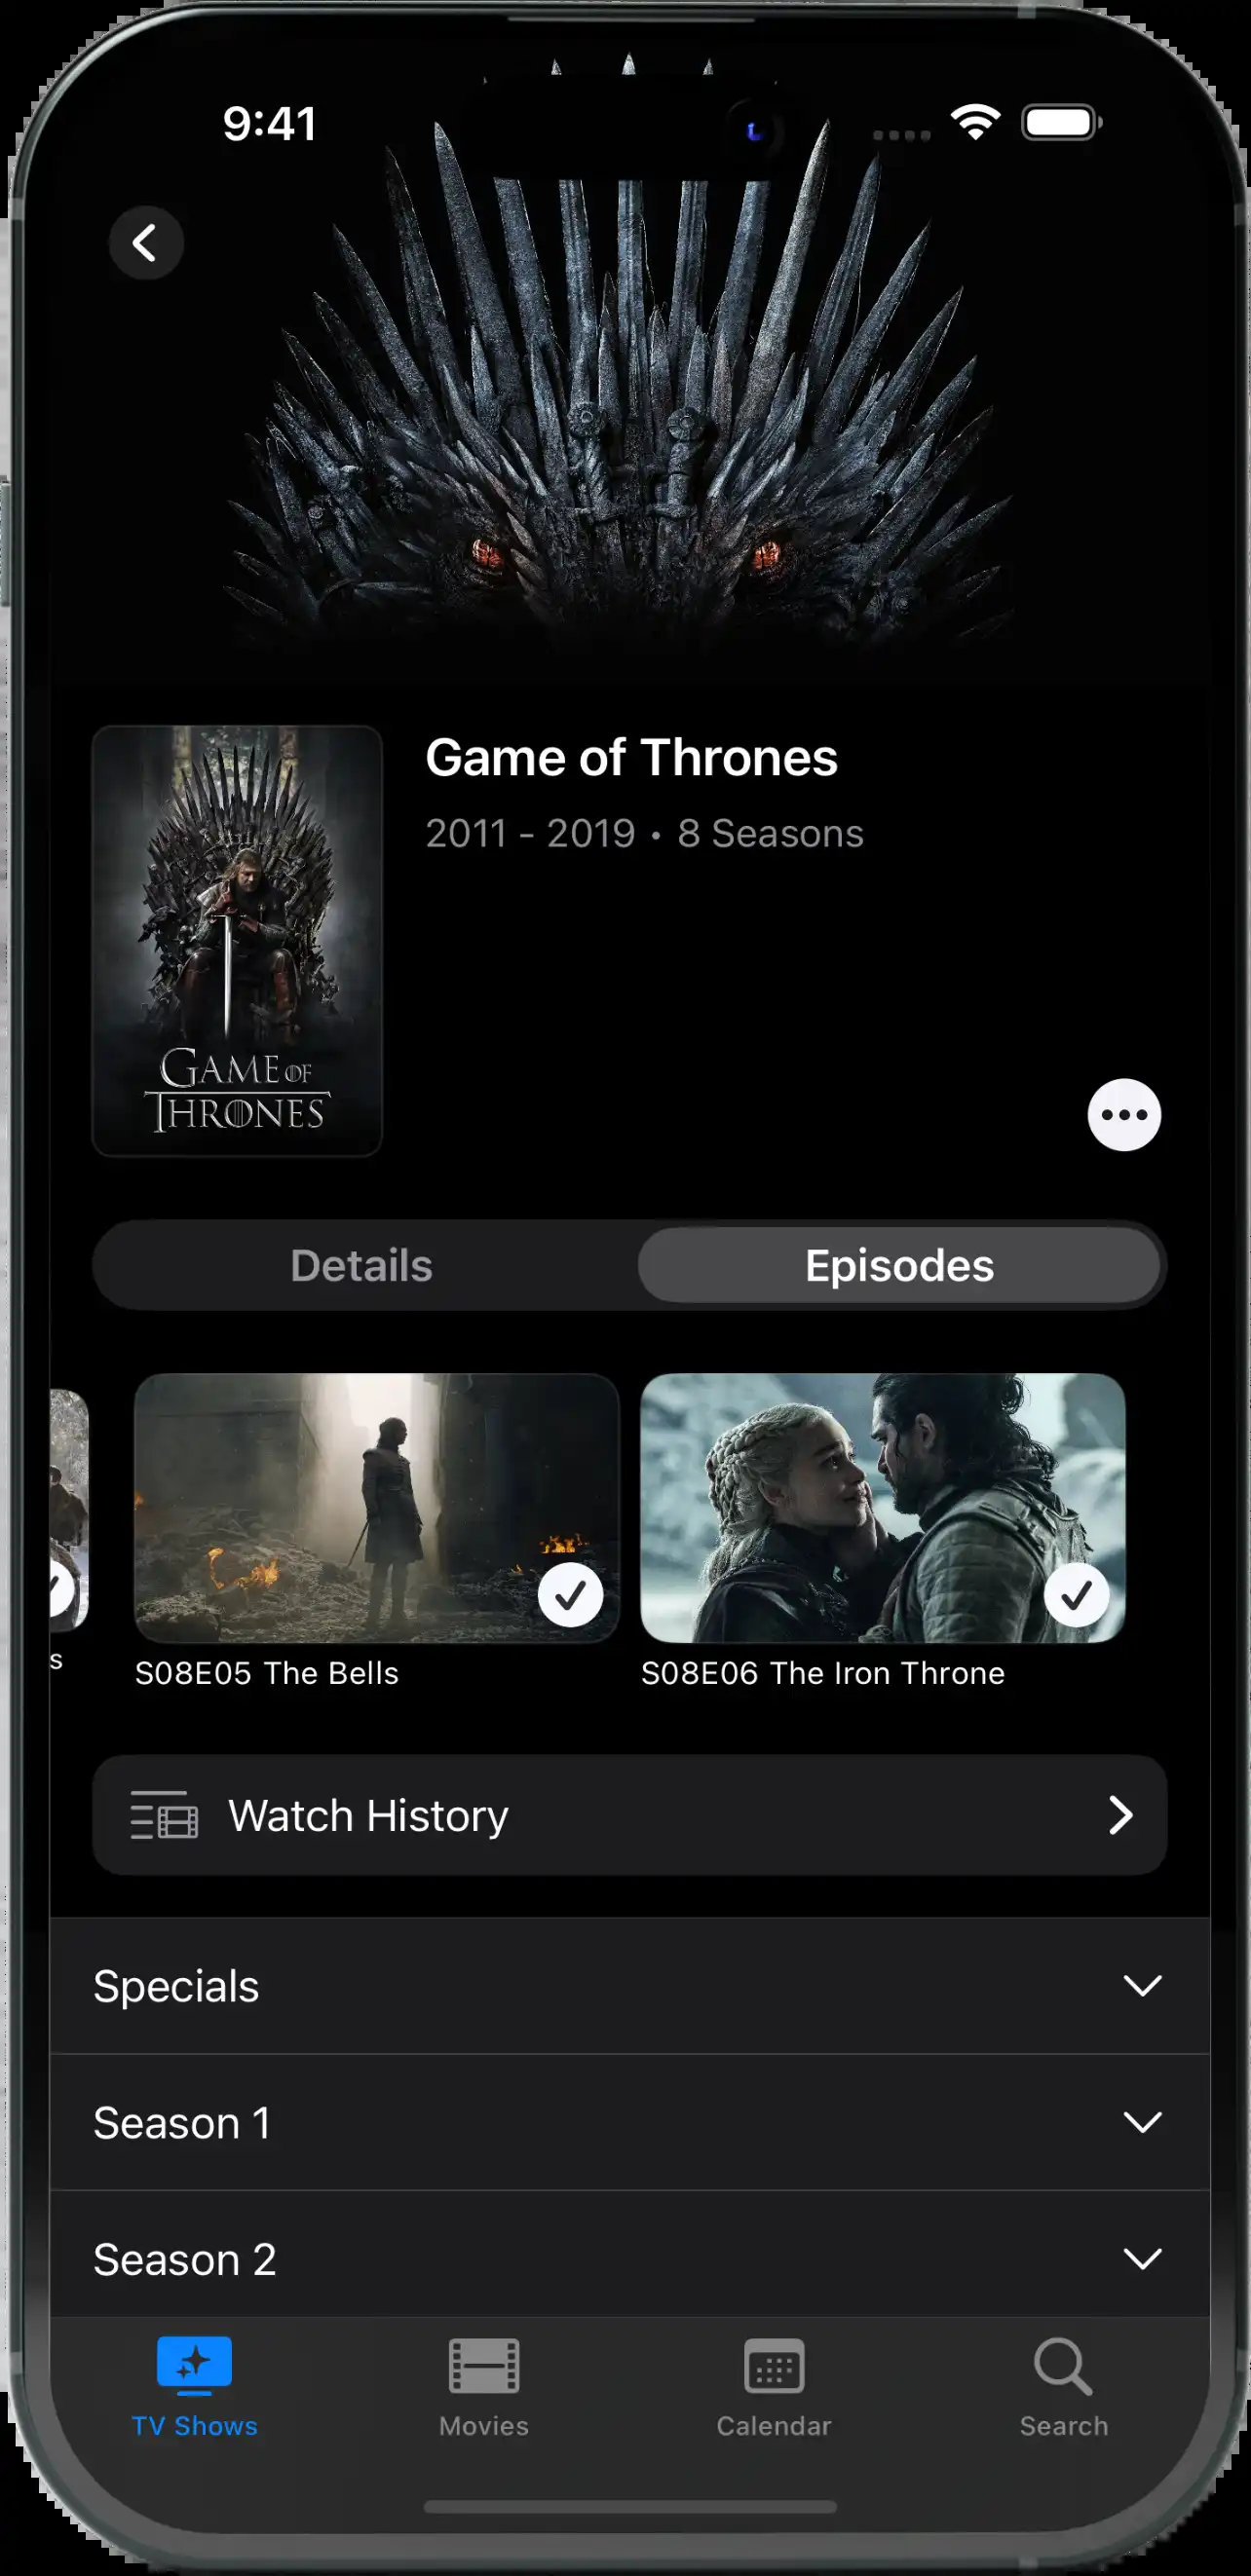 9:41
Game of Thrones
2011 - 2019 • 8 Seasons
GAME OF
THRONES
Details
Episodes
s
S08E05 The Bells
S08E06 The Iron Throne
Watch History
Specials
Season 1
Season 2
TV Shows
Movies
Calendar
Search